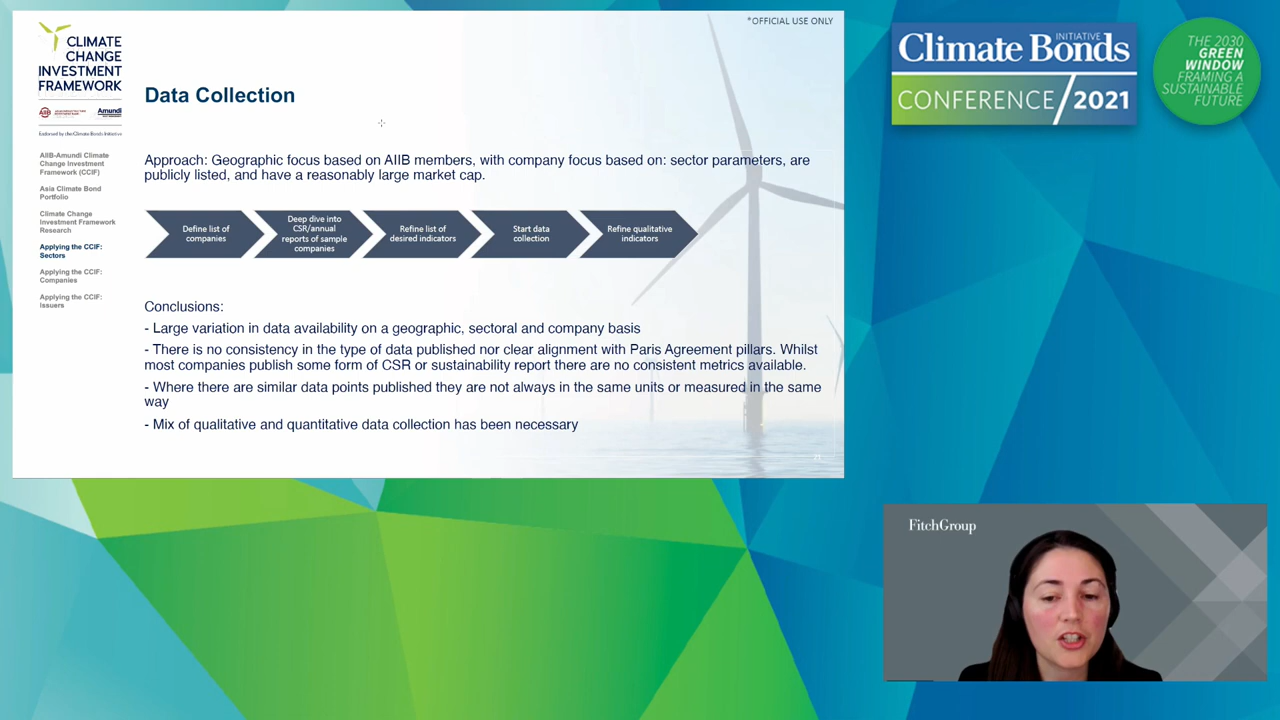 *OFFICIAL USE ONLY
CLIMATE
CHANGE
INVESTMENT
FRAMEWORK
AIIB
Amundi
Endorsed by the Climate Bonds Initiative
AIIB-Amundi Climate
Change Investment
Framework (CCIF)
Asia Climate Bond
Portfolio
Climate Change
Investment Framework
Research
Applying the CCIF:
Sectors
Applying the CCIF:
Companies
Applying the CCIF:
Issuers
Data Collection
Approach: Geographic focus based on AIIB members, with company focus based on: sector parameters, are
publicly listed, and have a reasonably large market cap.
Define list of
companies
Deep dive into
CSR/annual
reports of sample
companies
Refine list of
desired indicators
Start data
collection
Refine qualitative
indicators
Conclusions:
- Large variation in data availability on a geographic, sectoral and company basis
- There is no consistency in the type of data published nor clear alignment with Paris Agreement pillars. Whilst
most companies publish some form of CSR or sustainability report there are no consistent metrics available.
- Where there are similar data points published they are not always in the same units or measured in the same
way
- Mix of qualitative and quantitative data collection has been necessary
Climate Bonds
INITIATIVE
CONFERENCE/2021
THE 2030
GREEN
WINDOW
FRAMING A
SUSTAINABLE
FUTURE
FitchGroup